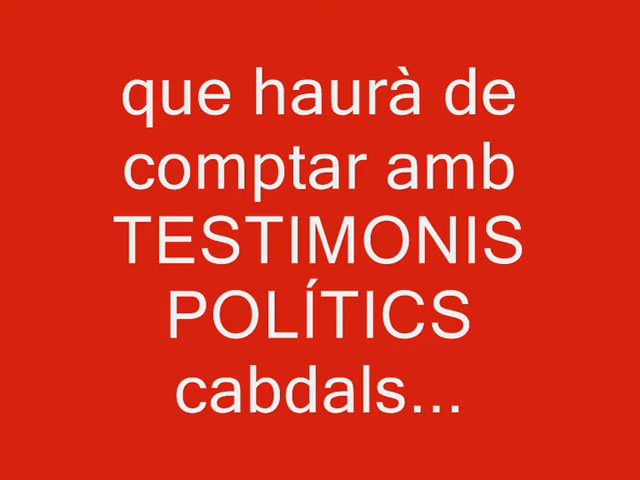 que haurà de
comptar amb
TESTIMONIS
POLÍTICS
cabdals...